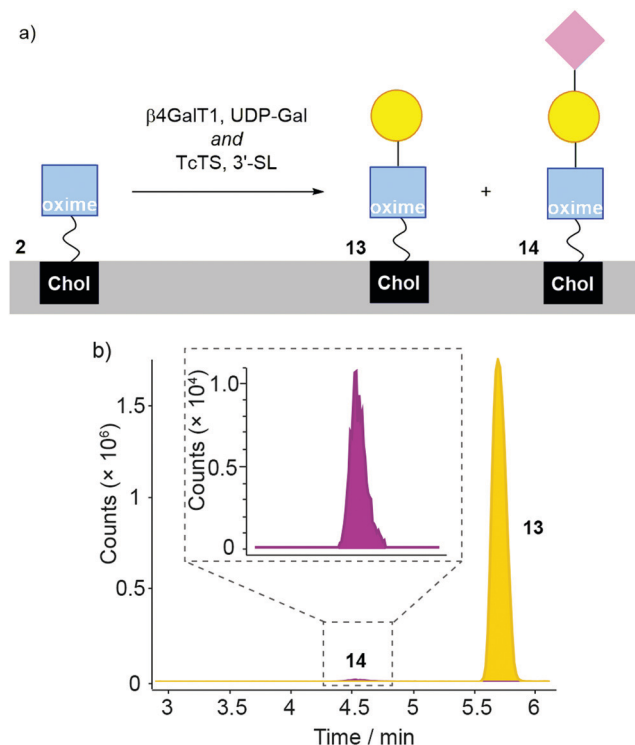 a)
β4GalT1, UDP-Gal
and
TcTS, 3'-SL
oxime
oxime
+
oxime
2
13
14
Chol
Chol
Chol
b)
Counts (× 10⁶)
1.5
1
0.5
0
Counts (× 10⁴)
1.0
0.5
0
13
14
3
3.5
4
4.5
5
5.5
6
Time / min